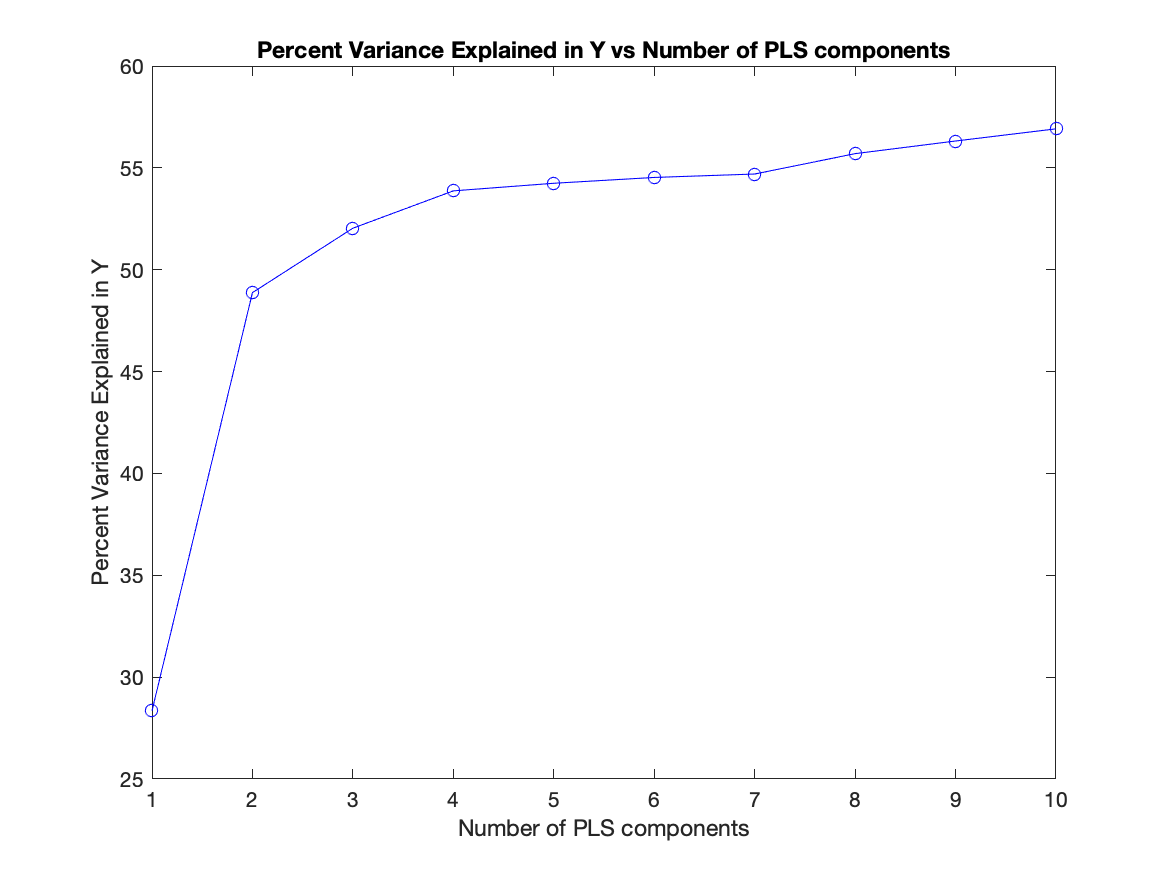 Percent Variance Explained in Y vs Number of PLS components
60
55
50
45
40
35
30
25
Percent Variance Explained in Y
1 2 3 4 5 6 7 8 9 10
Number of PLS components